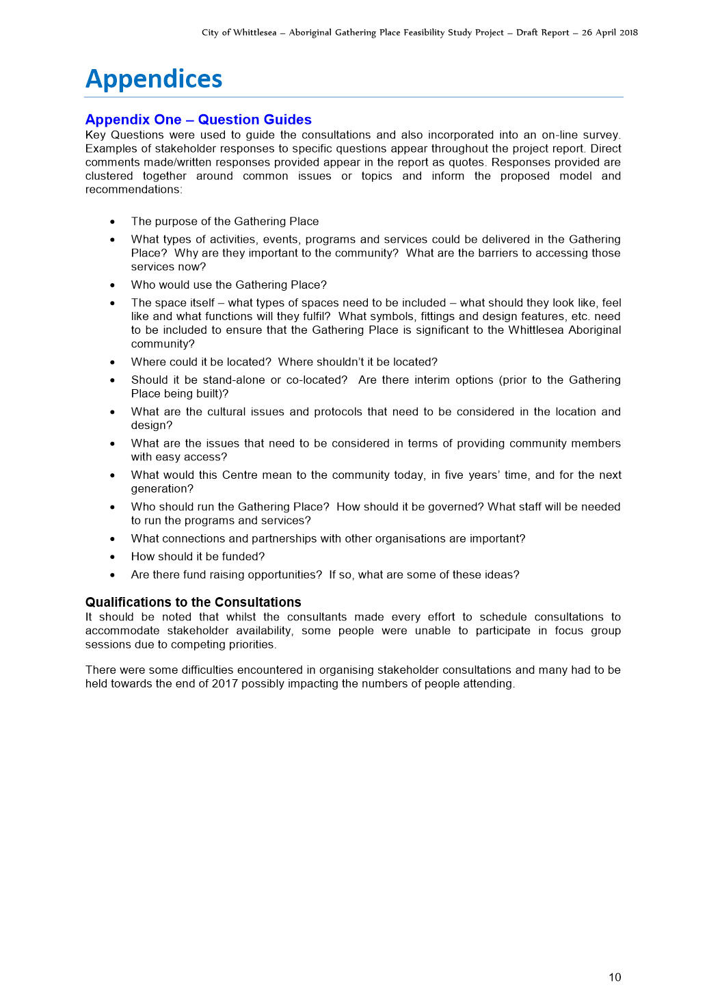 City of Whittlesea – Aboriginal Gathering Place Feasibility Study Project – Draft Report – 26 April 2018
Appendices
Appendix One – Question Guides
Key Questions were used to guide the consultations and also incorporated into an on-line survey.
Examples of stakeholder responses to specific questions appear throughout the project report. Direct
comments made/written responses provided appear in the report as quotes. Responses provided are
clustered together around common issues or topics and inform the proposed model and
recommendations:
• The purpose of the Gathering Place
• What types of activities, events, programs and services could be delivered in the Gathering
Place?  Why are they important to the community?  What are the barriers to accessing those
services now?
• Who would use the Gathering Place?
• The space itself – what types of spaces need to be included – what should they look like, feel
like and what functions will they fulfil?  What symbols, fittings and design features, etc. need
to be included to ensure that the Gathering Place is significant to the Whittlesea Aboriginal
community?
• Where could it be located?  Where shouldn't it be located?
• Should it be stand-alone or co-located?  Are there interim options (prior to the Gathering
Place being built)?
• What are the cultural issues and protocols that need to be considered in the location and
design?
• What are the issues that need to be considered in terms of providing community members
with easy access?
• What would this Centre mean to the community today, in five years' time, and for the next
generation?
• Who should run the Gathering Place?  How should it be governed? What staff will be needed
to run the programs and services?
• What connections and partnerships with other organisations are important?
• How should it be funded?
• Are there fund raising opportunities?  If so, what are some of these ideas?
Qualifications to the Consultations
It should be noted that whilst the consultants made every effort to schedule consultations to
accommodate stakeholder availability, some people were unable to participate in focus group
sessions due to competing priorities.
There were some difficulties encountered in organising stakeholder consultations and many had to be
held towards the end of 2017 possibly impacting the numbers of people attending.
10